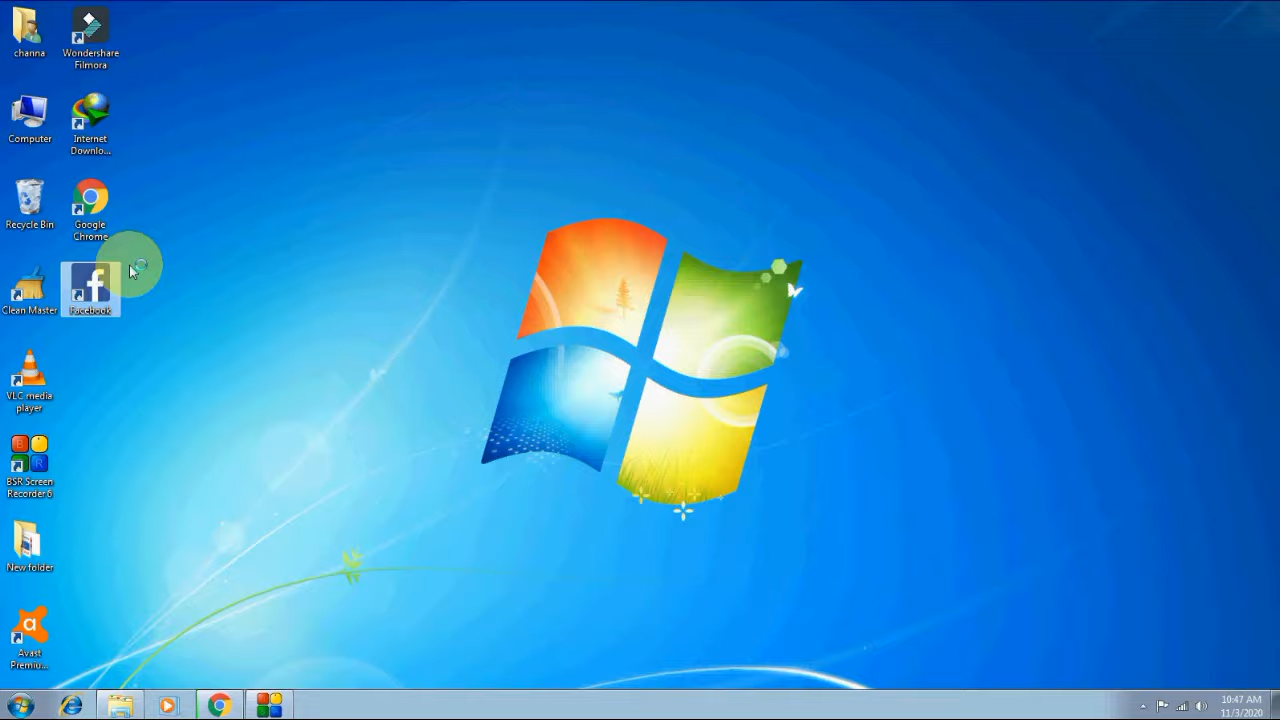 channa
Wondershare
Filmora
Computer
Internet
Downlo...
Recycle Bin
Google
Chrome
Clean Master
Facebook
VLC media
player
BSR Screen
Recorder 6
New folder
Avast
Premiu...
10:47 AM
11/3/2020